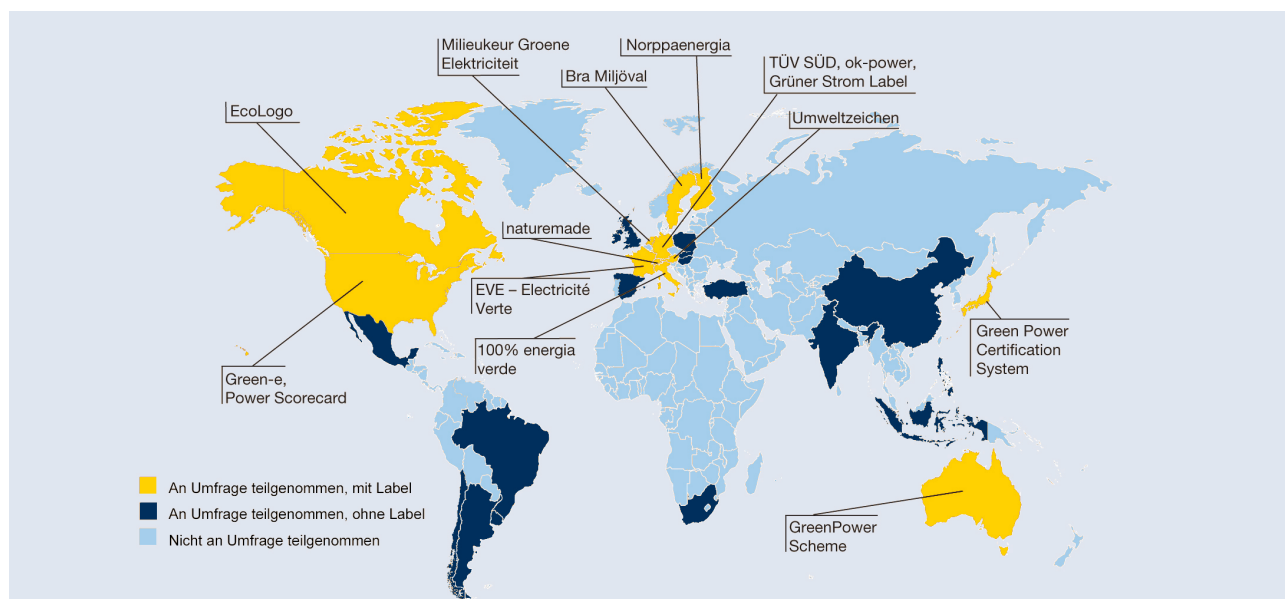 Milieukeur Groene
Elektriciteit
Norppaenergia
Bra Miljöval
TÜV SÜD, ok-power,
Grüner Strom Label
EcoLogo
Umweltzeichen
naturemade
EVE – Electricité
Verte
100% energia
verde
Green Power
Certification
System
Green-e,
Power Scorecard
GreenPower
Scheme
An Umfrage teilgenommen, mit Label
An Umfrage teilgenommen, ohne Label
Nicht an Umfrage teilgenommen